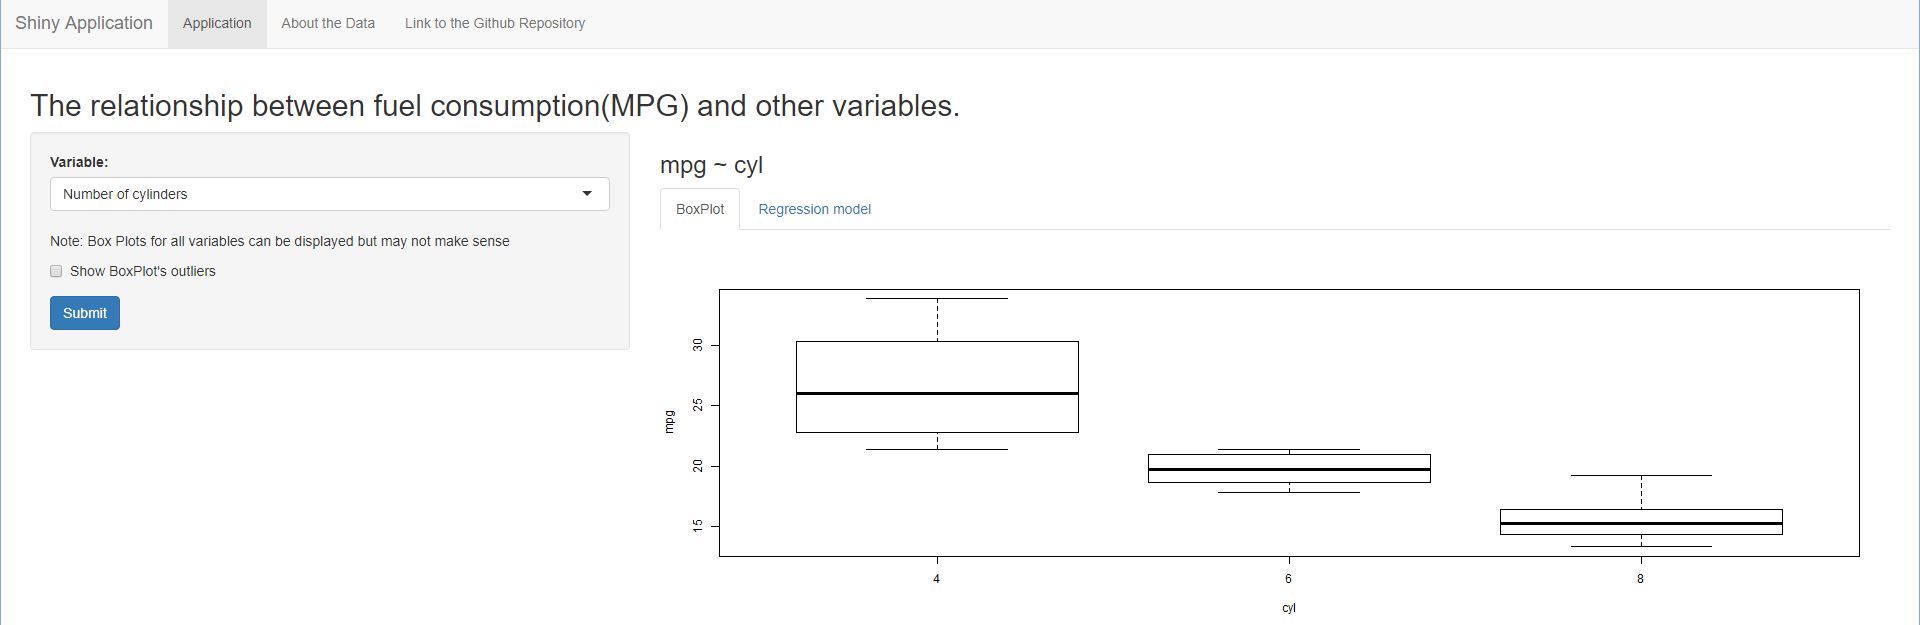 Shiny Application Application About the Data Link to the Github Repository
The relationship between fuel consumption(MPG) and other variables.
Variable:
Number of cylinders
Note: Box Plots for all variables can be displayed but may not make sense
Show BoxPlot's outliers
Submit
mpg ~ cyl
BoxPlot Regression model
30
25
20
15
mpg
4 6 8
cyl